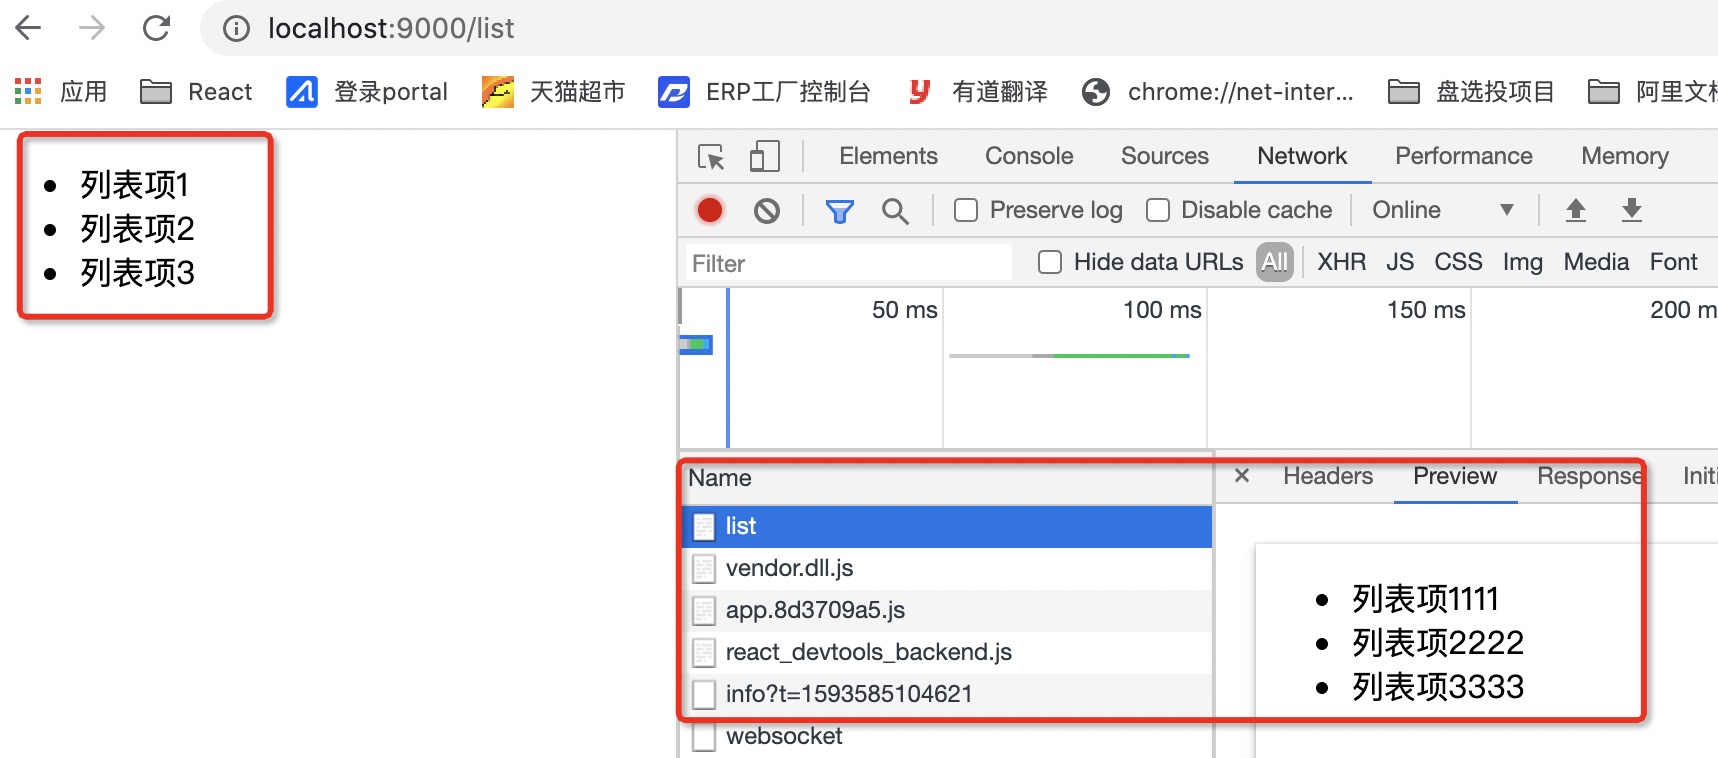 localhost:9000/list
应用 React 登录portal 天猫超市 ERP工厂控制台 有道翻译 chrome://net-inter... 盘选投项目 阿里文
列表项1
列表项2
列表项3
Elements Console Sources Network Performance Memory
Preserve log Disable cache Online
Filter Hide data URLs All XHR JS CSS Img Media Font
50 ms 100 ms 150 ms 200 m
Name
× Headers Preview Response Initi
list
vendor.dll.js
app.8d3709a5.js
react_devtools_backend.js
info?t=1593585104621
websocket
列表项1111
列表项2222
列表项3333